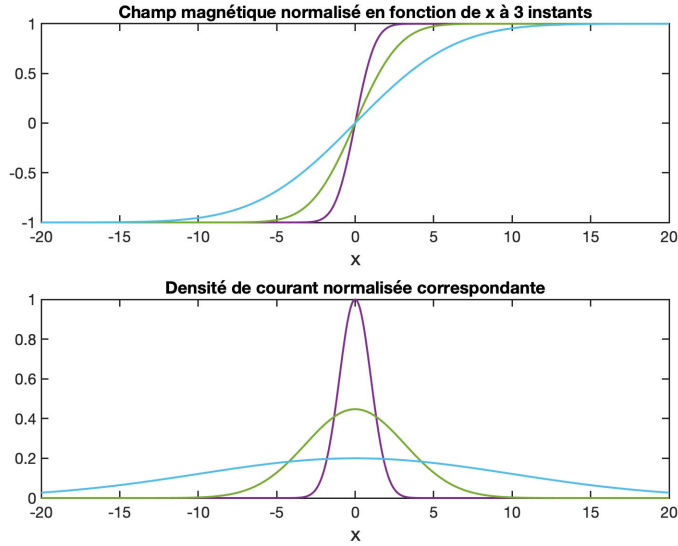 Champ magnétique normalisé en fonction de x à 3 instants
1
0.5
0
-0.5
-1
-20 -15 -10 -5 0 5 10 15 20
x
Densité de courant normalisée correspondante
1
0.8
0.6
0.4
0.2
0
-20 -15 -10 -5 0 5 10 15 20
x